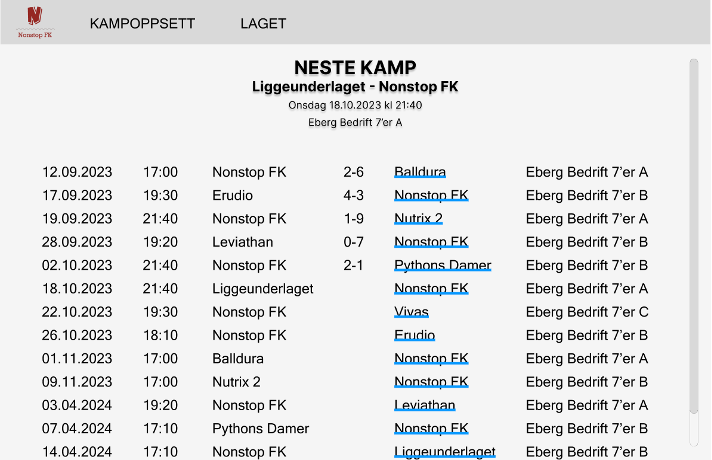 Nonstop FK
KAMPOPPSETT LAGET
NESTE KAMP
Liggeunderlaget - Nonstop FK
Onsdag 18.10.2023 kl 21:40
Eberg Bedrift 7'er A
12.09.2023 17:00 Nonstop FK 2-6 Balldura Eberg Bedrift 7'er A
17.09.2023 19:30 Erudio 4-3 Nonstop FK Eberg Bedrift 7'er B
19.09.2023 21:40 Nonstop FK 1-9 Nutrix 2 Eberg Bedrift 7'er A
28.09.2023 19:20 Leviathan 0-7 Nonstop FK Eberg Bedrift 7'er B
02.10.2023 21:40 Nonstop FK 2-1 Pythons Damer Eberg Bedrift 7'er B
18.10.2023 21:40 Liggeunderlaget Nonstop FK Eberg Bedrift 7'er A
22.10.2023 19:30 Nonstop FK Vivas Eberg Bedrift 7'er C
26.10.2023 18:10 Nonstop FK Erudio Eberg Bedrift 7'er B
01.11.2023 17:00 Balldura Nonstop FK Eberg Bedrift 7'er A
09.11.2023 17:00 Nutrix 2 Nonstop FK Eberg Bedrift 7'er B
03.04.2024 19:20 Nonstop FK Leviathan Eberg Bedrift 7'er A
07.04.2024 17:10 Pythons Damer Nonstop FK Eberg Bedrift 7'er B
14.04.2024 17:10 Nonstop FK Liggeunderlaget Eberg Bedrift 7'er B